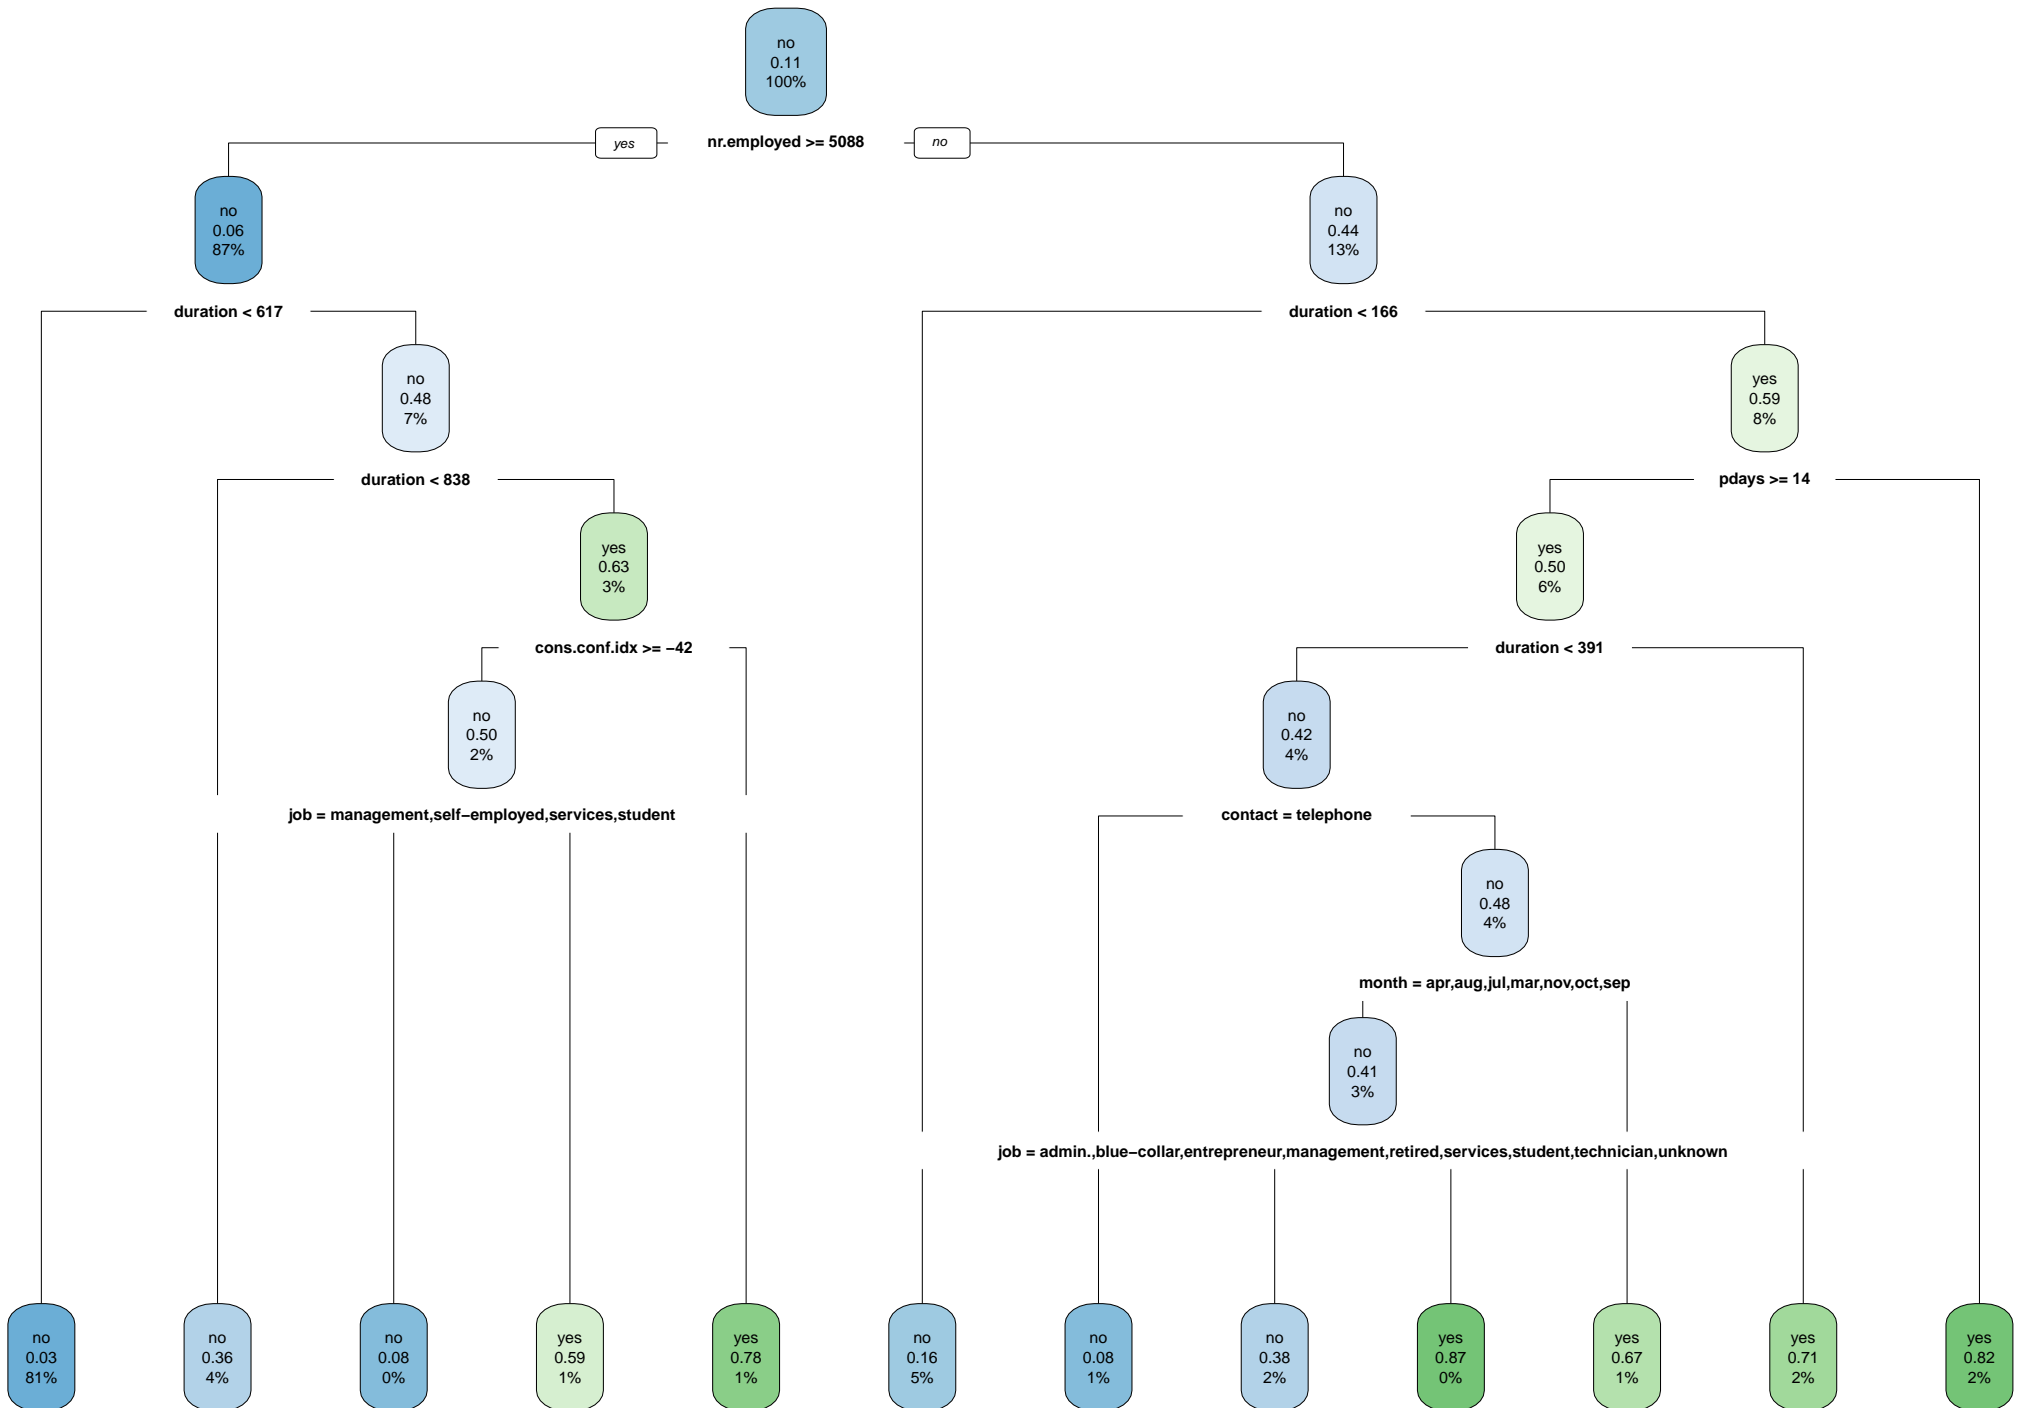 no
0.11
100%
yes
nr.employed >= 5088
no
no
0.06
87%
no
0.44
13%
duration < 617
duration < 166
no
0.48
7%
yes
0.59
8%
duration < 838
pdays >= 14
yes
0.63
3%
yes
0.50
6%
cons.conf.idx >= −42
duration < 391
no
0.50
2%
no
0.42
4%
job = management,self−employed,services,student
contact = telephone
no
0.48
4%
month = apr,aug,jul,mar,nov,oct,sep
no
0.41
3%
job = admin.,blue−collar,entrepreneur,management,retired,services,student,technician,unknown
no
0.03
81%
no
0.36
4%
no
0.08
0%
yes
0.59
1%
yes
0.78
1%
no
0.16
5%
no
0.08
1%
no
0.38
2%
yes
0.87
0%
yes
0.67
1%
yes
0.71
2%
yes
0.82
2%